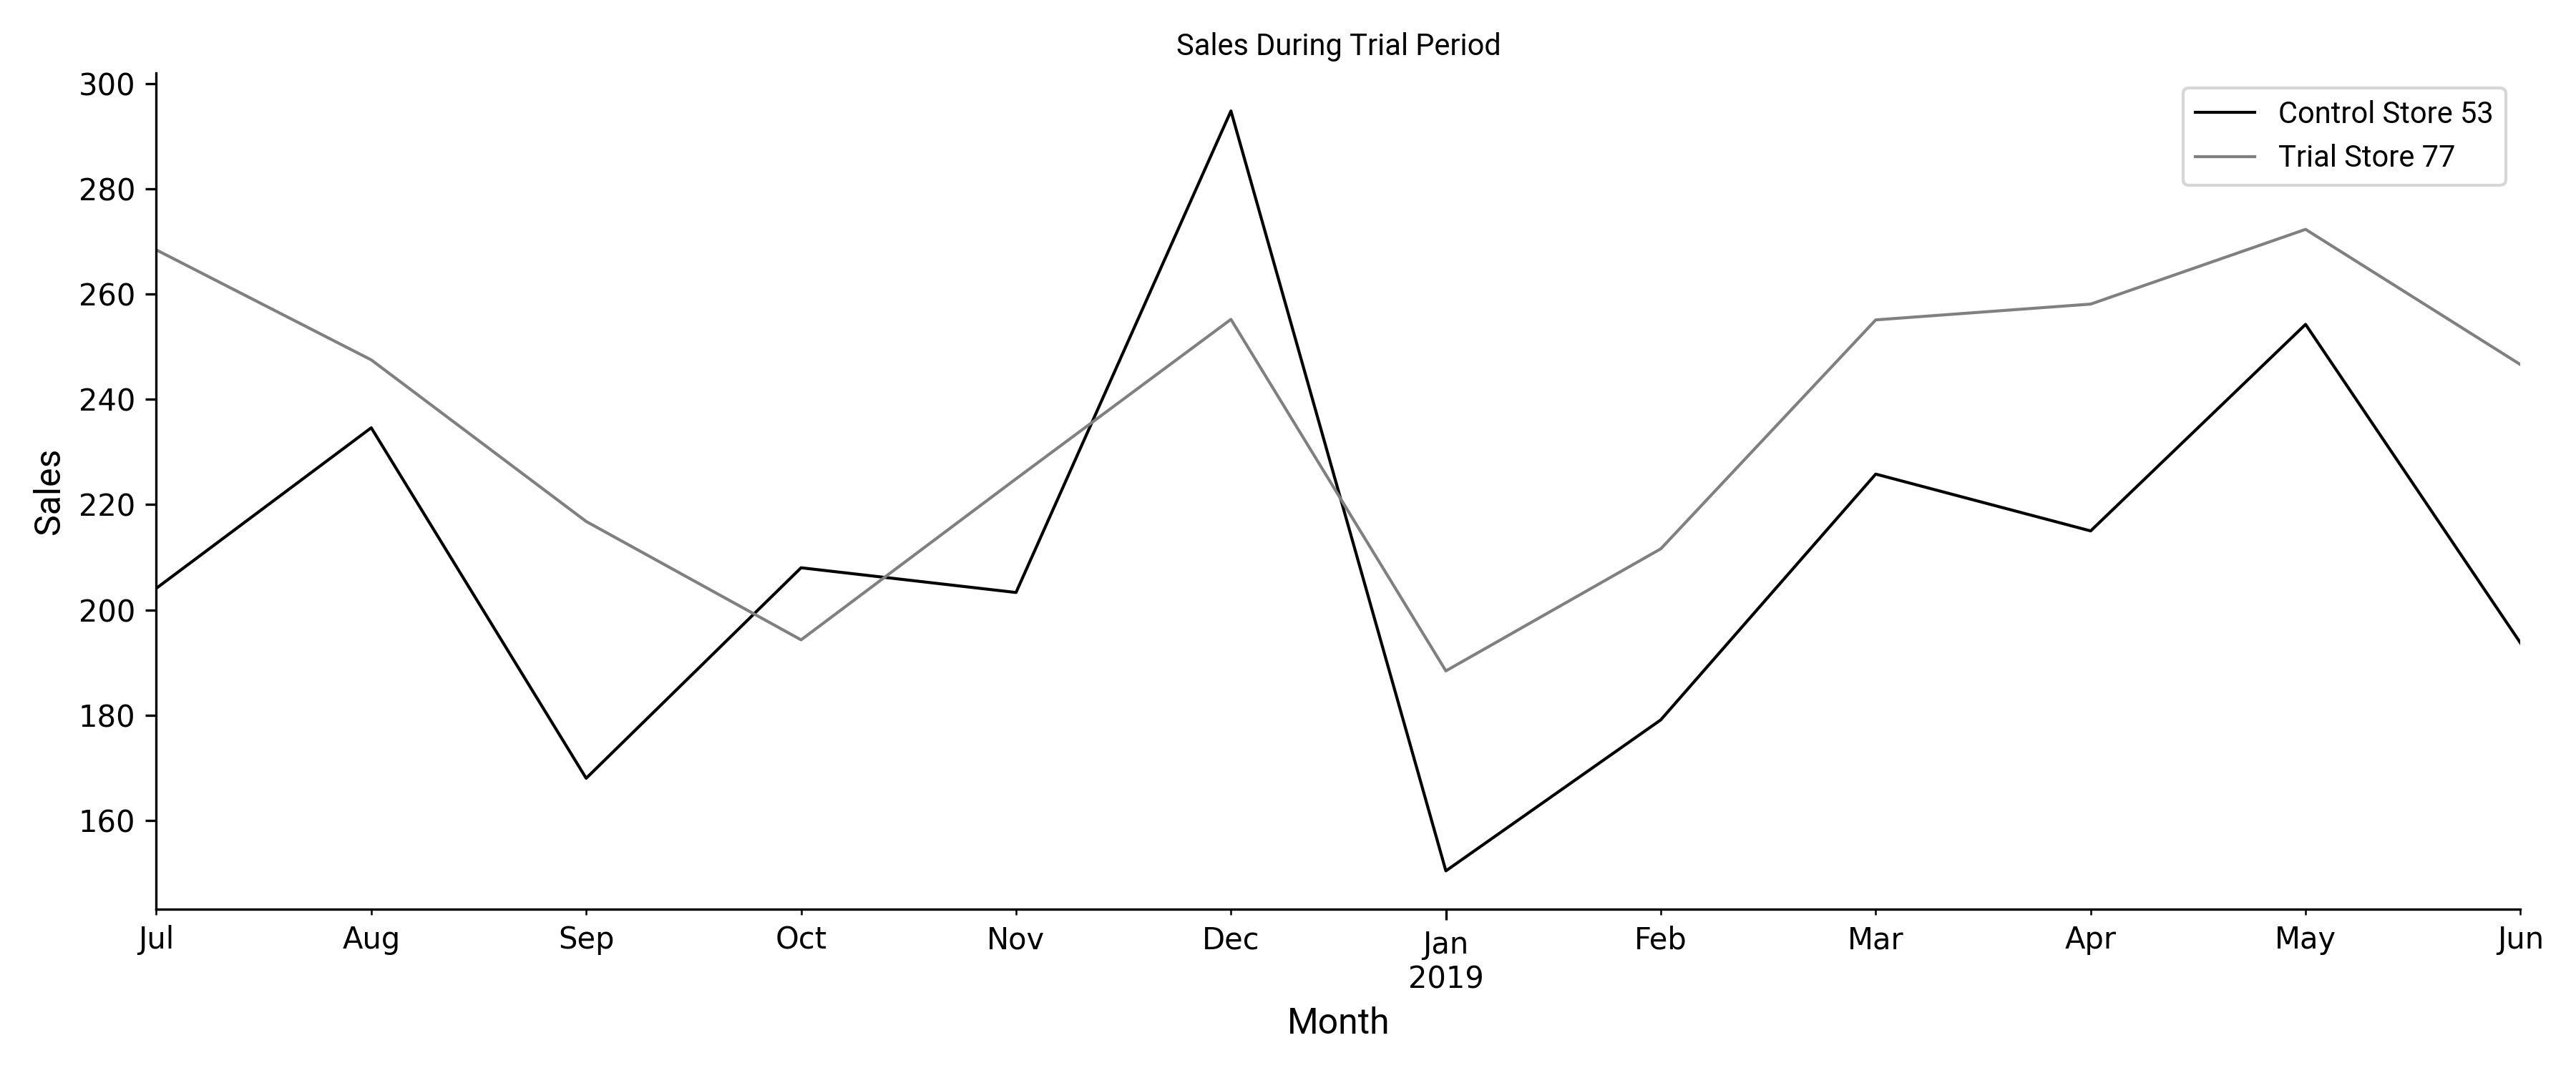 Sales During Trial Period
300
280
260
240
220
200
180
160
Sales
Control Store 53
Trial Store 77
Jul Aug Sep Oct Nov Dec Jan Feb Mar Apr May Jun
2019
Month